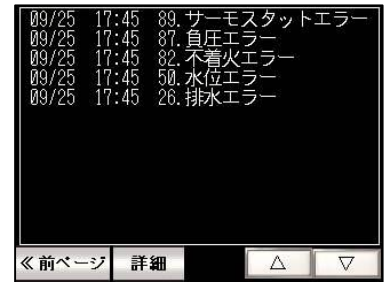 09/25 17:45 89.サーモスタットエラー
09/25 17:45 87.負圧エラー
09/25 17:45 82.不着火エラー
09/25 17:45 50.水位エラー
09/25 17:45 26.排水エラー
≪前ページ 詳細 △ ▽